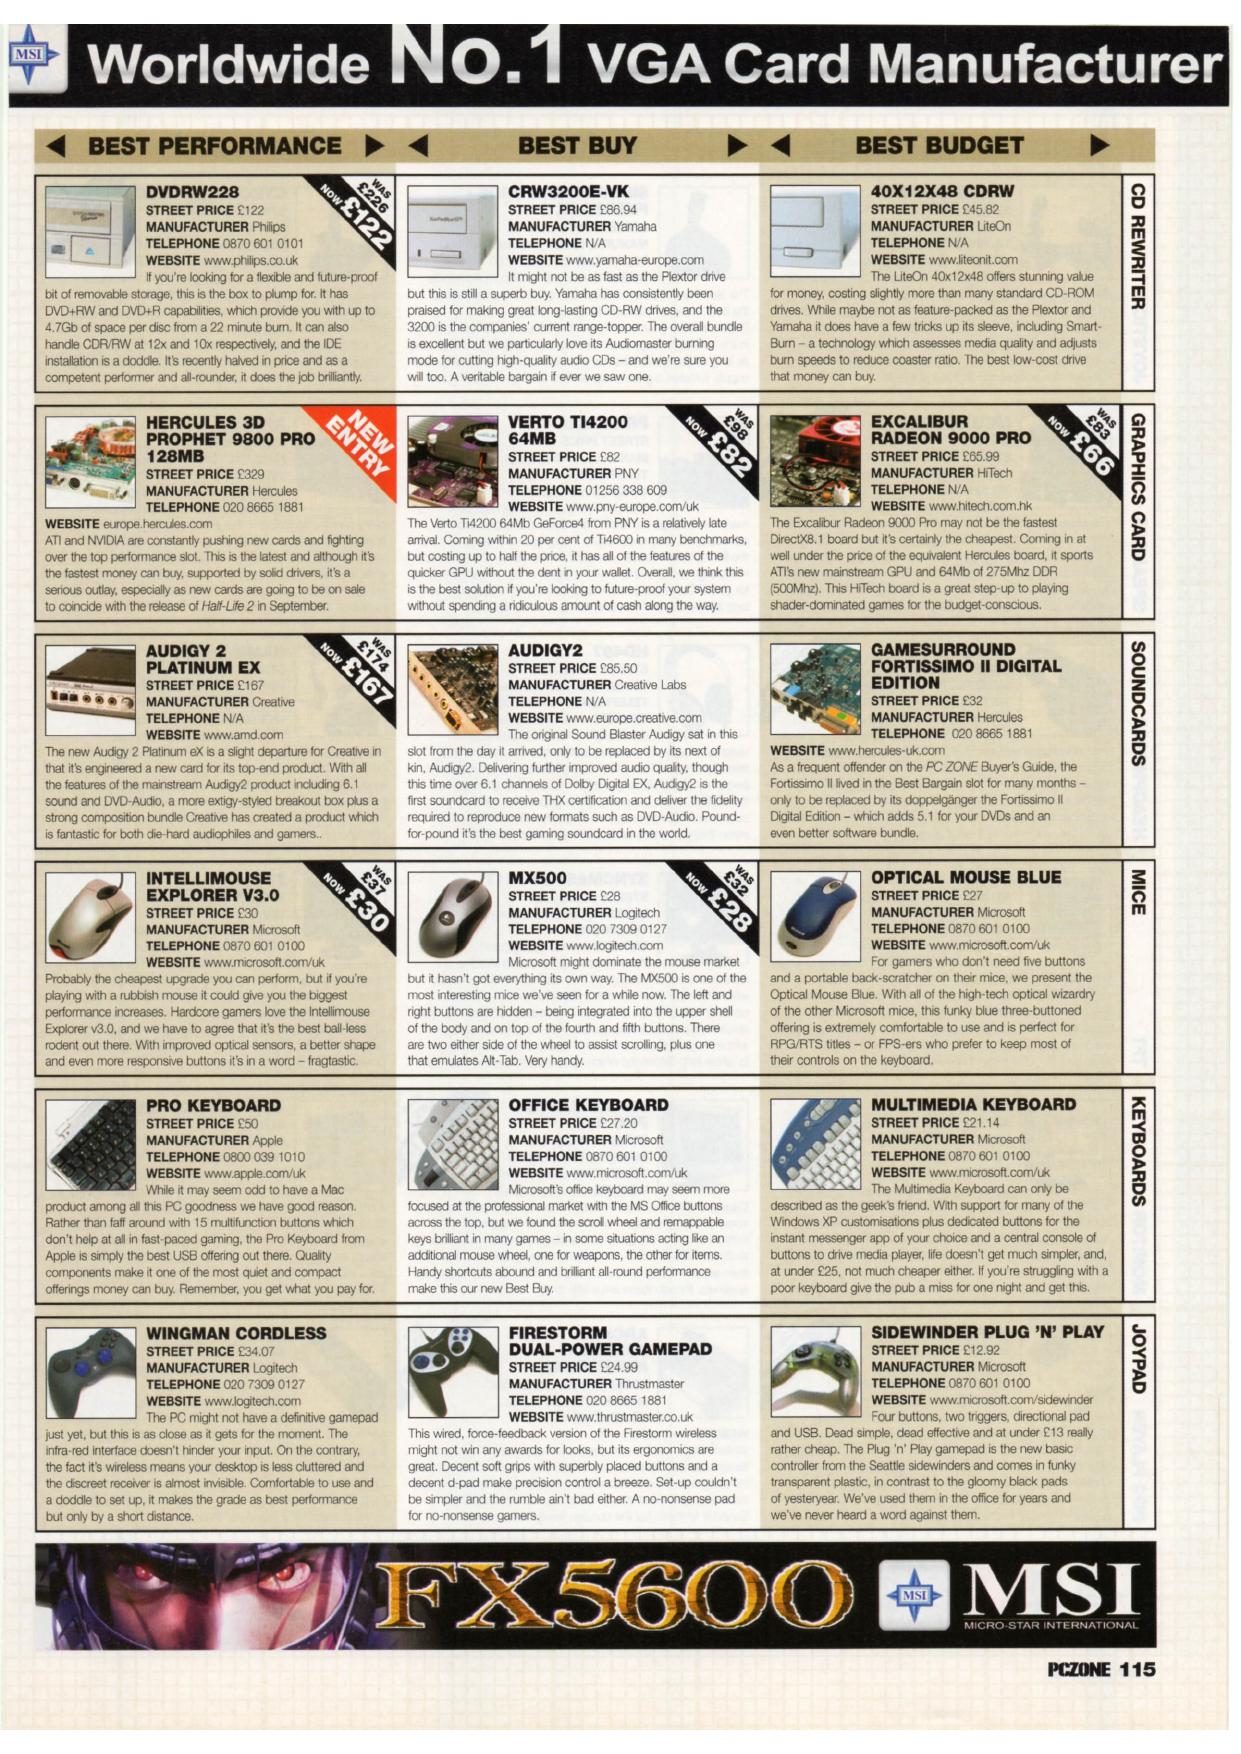 MSI Worldwide No.1 VGA Card Manufacturer
BEST PERFORMANCE
BEST BUY
BEST BUDGET
CD REWRITER
DVDRW228
STREET PRICE £122
MANUFACTURER Philips
TELEPHONE 0870 601 0101
WEBSITE www.philips.co.uk
WAS £226
NOW £122
If you're looking for a flexible and future-proof
bit of removable storage, this is the box to plump for. It has
DVD+RW and DVD+R capabilities, which provide you with up to
4.7Gb of space per disc from a 22 minute burn. It can also
handle CDR/RW at 12x and 10x respectively, and the IDE
installation is a doddle. It's recently halved in price and as a
competent performer and all-rounder, it does the job brilliantly.
CRW3200E-VK
STREET PRICE £86.94
MANUFACTURER Yamaha
TELEPHONE N/A
WEBSITE www.yamaha-europe.com
It might not be as fast as the Plextor drive
but this is still a superb buy. Yamaha has consistently been
praised for making great long-lasting CD-RW drives, and the
3200 is the companies' current range-topper. The overall bundle
is excellent but we particularly love its Audiomaster burning
mode for cutting high-quality audio CDs – and we're sure you
will too. A veritable bargain if ever we saw one.
40X12X48 CDRW
STREET PRICE £45.82
MANUFACTURER LiteOn
TELEPHONE N/A
WEBSITE www.liteonit.com
The LiteOn 40x12x48 offers stunning value
for money, costing slightly more than many standard CD-ROM
drives. While maybe not as feature-packed as the Plextor and
Yamaha it does have a few tricks up its sleeve, including Smart-
Burn – a technology which assesses media quality and adjusts
burn speeds to reduce coaster ratio. The best low-cost drive
that money can buy.
GRAPHICS CARD
HERCULES 3D
PROPHET 9800 PRO
128MB
STREET PRICE £329
MANUFACTURER Hercules
TELEPHONE 020 8665 1881
WEBSITE europe.hercules.com
NEW
ENTRY
ATI and NVIDIA are constantly pushing new cards and fighting
over the top performance slot. This is the latest and although it's
the fastest money can buy, supported by solid drivers, it's a
serious outlay, especially as new cards are going to be on sale
to coincide with the release of Half-Life 2 in September.
VERTO TI4200
64MB
STREET PRICE £82
MANUFACTURER PNY
TELEPHONE 01256 338 609
WEBSITE www.pny-europe.com/uk
WAS £98
NOW £82
The Verto Ti4200 64Mb GeForce4 from PNY is a relatively late
arrival. Coming within 20 per cent of Ti4600 in many benchmarks,
but costing up to half the price, it has all of the features of the
quicker GPU without the dent in your wallet. Overall, we think this
is the best solution if you're looking to future-proof your system
without spending a ridiculous amount of cash along the way.
EXCALIBUR
RADEON 9000 PRO
STREET PRICE £65.99
MANUFACTURER HiTech
TELEPHONE N/A
WEBSITE www.hitech.com.hk
WAS £83
NOW £66
The Excalibur Radeon 9000 Pro may not be the fastest
DirectX8.1 board but it's certainly the cheapest. Coming in at
well under the price of the equivalent Hercules board, it sports
ATI's new mainstream GPU and 64Mb of 275Mhz DDR
(500Mhz). This HiTech board is a great step-up to playing
shader-dominated games for the budget-conscious.
SOUNDCARDS
AUDIGY 2
PLATINUM EX
STREET PRICE £167
MANUFACTURER Creative
TELEPHONE N/A
WEBSITE www.amd.com
WAS £174
NOW £167
The new Audigy 2 Platinum eX is a slight departure for Creative in
that it's engineered a new card for its top-end product. With all
the features of the mainstream Audigy2 product including 6.1
sound and DVD-Audio, a more extigy-styled breakout box plus a
strong composition bundle Creative has created a product which
is fantastic for both die-hard audiophiles and gamers..
AUDIGY2
STREET PRICE £85.50
MANUFACTURER Creative Labs
TELEPHONE N/A
WEBSITE www.europe.creative.com
The original Sound Blaster Audigy sat in this
slot from the day it arrived, only to be replaced by its next of
kin, Audigy2. Delivering further improved audio quality, though
this time over 6.1 channels of Dolby Digital EX, Audigy2 is the
first soundcard to receive THX certification and deliver the fidelity
required to reproduce new formats such as DVD-Audio. Pound-
for-pound it's the best gaming soundcard in the world.
GAMESURROUND
FORTISSIMO II DIGITAL
EDITION
STREET PRICE £32
MANUFACTURER Hercules
TELEPHONE 020 8665 1881
WEBSITE www.hercules-uk.com
As a frequent offender on the PC ZONE Buyer's Guide, the
Fortissimo II lived in the Best Bargain slot for many months –
only to be replaced by its doppelgänger the Fortissimo II
Digital Edition – which adds 5.1 for your DVDs and an
even better software bundle.
MICE
INTELLIMOUSE
EXPLORER V3.0
STREET PRICE £30
MANUFACTURER Microsoft
TELEPHONE 0870 601 0100
WEBSITE www.microsoft.com/uk
WAS £37
NOW £30
Probably the cheapest upgrade you can perform, but if you're
playing with a rubbish mouse it could give you the biggest
performance increases. Hardcore gamers love the Intellimouse
Explorer v3.0, and we have to agree that it's the best ball-less
rodent out there. With improved optical sensors, a better shape
and even more responsive buttons it's in a word – fragtastic.
MX500
STREET PRICE £28
MANUFACTURER Logitech
TELEPHONE 020 7309 0127
WEBSITE www.logitech.com
WAS £32
NOW £28
Microsoft might dominate the mouse market
but it hasn't got everything its own way. The MX500 is one of the
most interesting mice we've seen for a while now. The left and
right buttons are hidden – being integrated into the upper shell
of the body and on top of the fourth and fifth buttons. There
are two either side of the wheel to assist scrolling, plus one
that emulates Alt-Tab. Very handy.
OPTICAL MOUSE BLUE
STREET PRICE £27
MANUFACTURER Microsoft
TELEPHONE 0870 601 0100
WEBSITE www.microsoft.com/uk
For gamers who don't need five buttons
and a portable back-scratcher on their mice, we present the
Optical Mouse Blue. With all of the high-tech optical wizardry
of the other Microsoft mice, this funky blue three-buttoned
offering is extremely comfortable to use and is perfect for
RPG/RTS titles – or FPS-ers who prefer to keep most of
their controls on the keyboard.
KEYBOARDS
PRO KEYBOARD
STREET PRICE £50
MANUFACTURER Apple
TELEPHONE 0800 039 1010
WEBSITE www.apple.com/uk
While it may seem odd to have a Mac
product among all this PC goodness we have good reason.
Rather than faff around with 15 multifunction buttons which
don't help at all in fast-paced gaming, the Pro Keyboard from
Apple is simply the best USB offering out there. Quality
components make it one of the most quiet and compact
offerings money can buy. Remember, you get what you pay for.
OFFICE KEYBOARD
STREET PRICE £27.20
MANUFACTURER Microsoft
TELEPHONE 0870 601 0100
WEBSITE www.microsoft.com/uk
Microsoft's office keyboard may seem more
focused at the professional market with the MS Office buttons
across the top, but we found the scroll wheel and remappable
keys brilliant in many games – in some situations acting like an
additional mouse wheel, one for weapons, the other for items.
Handy shortcuts abound and brilliant all-round performance
make this our new Best Buy.
MULTIMEDIA KEYBOARD
STREET PRICE £21.14
MANUFACTURER Microsoft
TELEPHONE 0870 601 0100
WEBSITE www.microsoft.com/uk
The Multimedia Keyboard can only be
described as the geek's friend. With support for many of the
Windows XP customisations plus dedicated buttons for the
instant messenger app of your choice and a central console of
buttons to drive media player, life doesn't get much simpler, and,
at under £25, not much cheaper either. If you're struggling with a
poor keyboard give the pub a miss for one night and get this.
JOYPAD
WINGMAN CORDLESS
STREET PRICE £34.07
MANUFACTURER Logitech
TELEPHONE 020 7309 0127
WEBSITE www.logitech.com
The PC might not have a definitive gamepad
just yet, but this is as close as it gets for the moment. The
infra-red interface doesn't hinder your input. On the contrary,
the fact it's wireless means your desktop is less cluttered and
the discreet receiver is almost invisible. Comfortable to use and
a doddle to set up, it makes the grade as best performance
but only by a short distance.
FIRESTORM
DUAL-POWER GAMEPAD
STREET PRICE £24.99
MANUFACTURER Thrustmaster
TELEPHONE 020 8665 1881
WEBSITE www.thrustmaster.co.uk
This wired, force-feedback version of the Firestorm wireless
might not win any awards for looks, but its ergonomics are
great. Decent soft grips with superbly placed buttons and a
decent d-pad make precision control a breeze. Set-up couldn't
be simpler and the rumble ain't bad either. A no-nonsense pad
for no-nonsense gamers.
SIDEWINDER PLUG 'N' PLAY
STREET PRICE £12.92
MANUFACTURER Microsoft
TELEPHONE 0870 601 0100
WEBSITE www.microsoft.com/sidewinder
Four buttons, two triggers, directional pad
and USB. Dead simple, dead effective and at under £13 really
rather cheap. The Plug 'n' Play gamepad is the new basic
controller from the Seattle sidewinders and comes in funky
transparent plastic, in contrast to the gloomy black pads
of yesteryear. We've used them in the office for years and
we've never heard a word against them.
FX5600
MSI
MSI
MICRO-STAR INTERNATIONAL
PCZONE 115